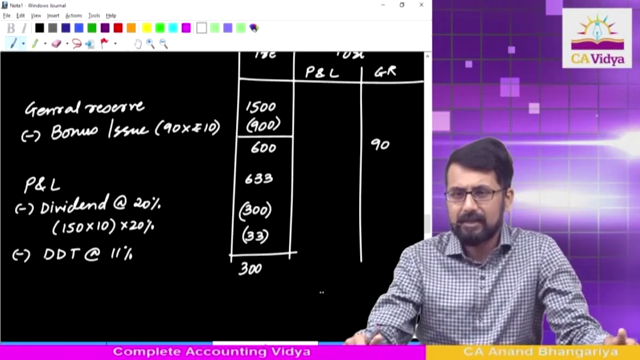 Note1 - Windows Journal
File Edit View Insert Actions Tools Help
CA Vidya
P&L G.R
General reserve 1500
(-) Bonus Issue (90×₹10) (900)
600 90
P&L 633
(-) Dividend @ 20% (300)
(150×10)×20%
(-) DDT @ 11% (33)
300
Complete Accounting Vidya CA Anand Bhangariya